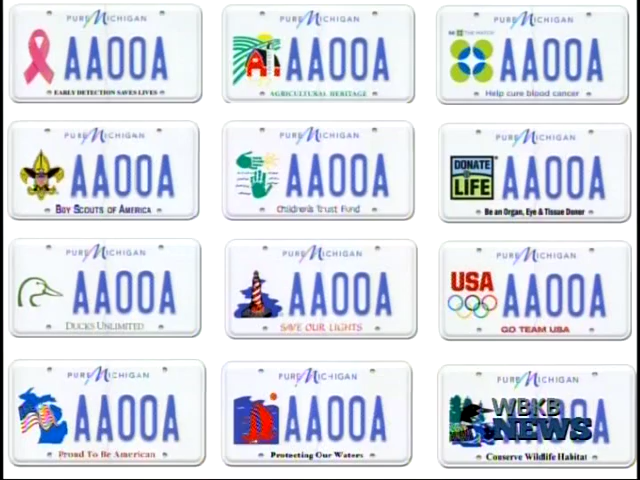 PURE MICHIGAN
AA00A
EARLY DETECTION SAVES LIVES
PURE MICHIGAN
AA00A
AGRICULTURAL HERITAGE
PURE MICHIGAN
BE THE MATCH
AA00A
Help cure blood cancer
PURE MICHIGAN
AA00A
BOY SCOUTS OF AMERICA
PURE MICHIGAN
AA00A
Children's Trust Fund
PURE MICHIGAN
DONATE
LIFE
AA00A
Be an Organ, Eye & Tissue Donor
PURE MICHIGAN
AA00A
DUCKS UNLIMITED
PURE MICHIGAN
AA00A
SAVE OUR LIGHTS
PURE MICHIGAN
USA
AA00A
GO TEAM USA
PURE MICHIGAN
AA00A
Proud To Be American
PURE MICHIGAN
AA00A
Protecting Our Waters
PURE MICHIGAN
0A
WBKB
NEWS
Conserve Wildlife Habitat